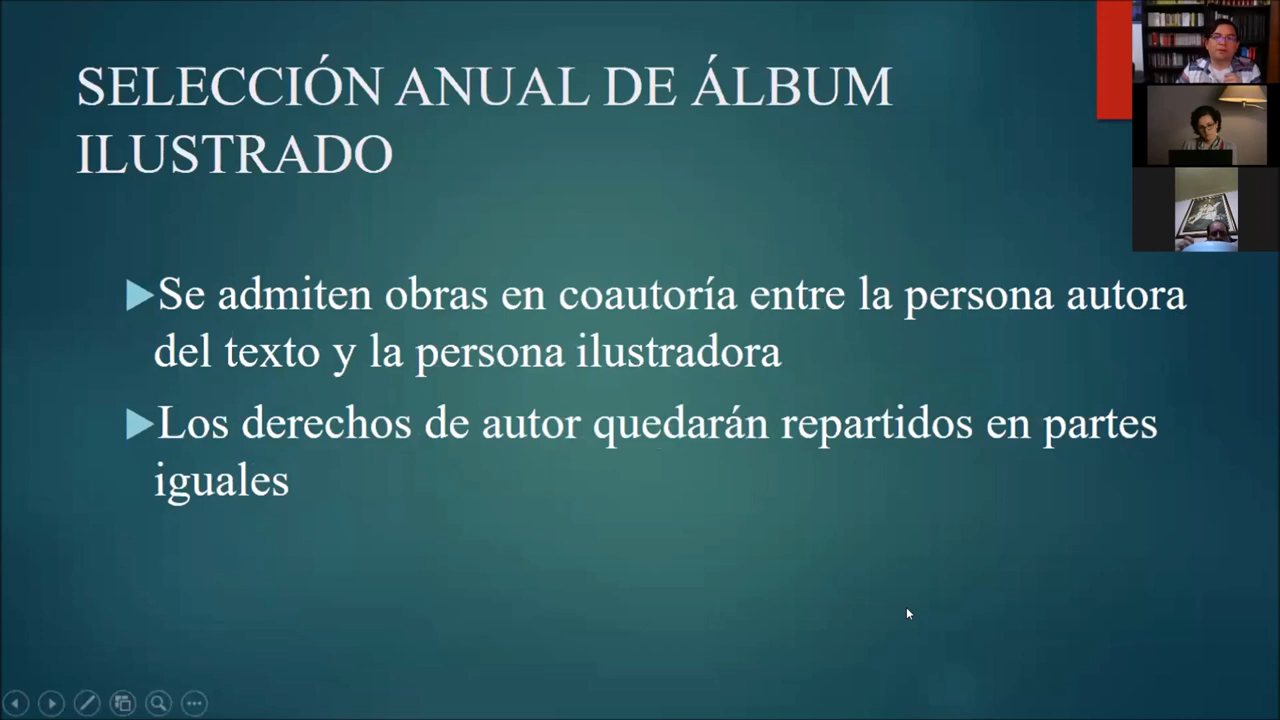 SELECCIÓN ANUAL DE ÁLBUM
ILUSTRADO
Se admiten obras en coautoría entre la persona autora
del texto y la persona ilustradora
Los derechos de autor quedarán repartidos en partes
iguales